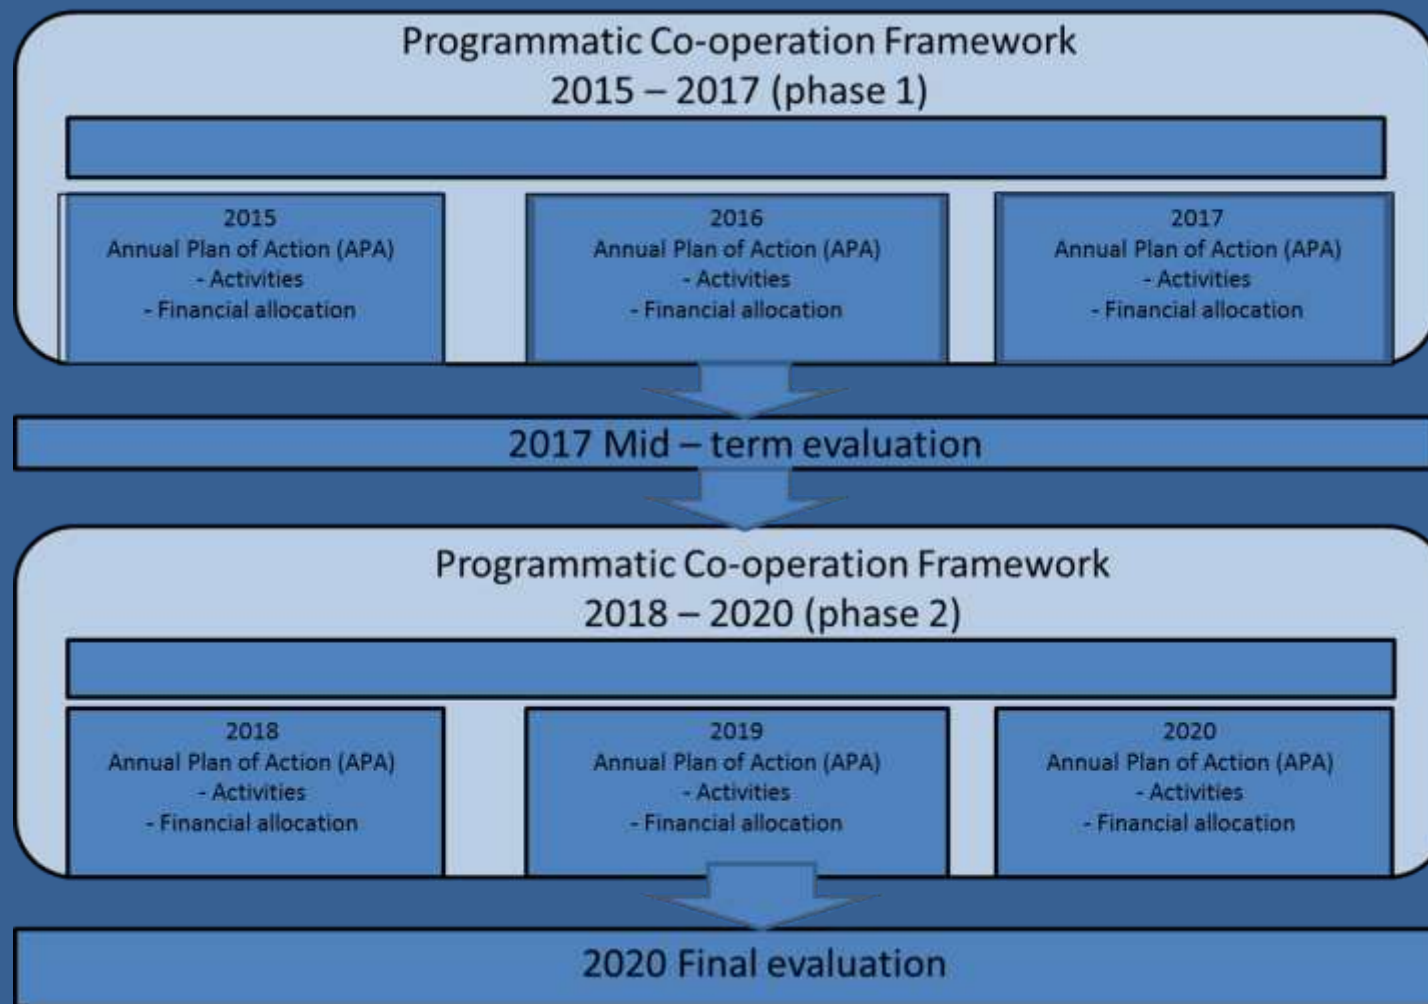 Programmatic Co-operation Framework
2015 – 2017 (phase 1)
2015
Annual Plan of Action (APA)
- Activities
- Financial allocation
2016
Annual Plan of Action (APA)
- Activities
- Financial allocation
2017
Annual Plan of Action (APA)
- Activities
- Financial allocation
2017 Mid – term evaluation
Programmatic Co-operation Framework
2018 – 2020 (phase 2)
2018
Annual Plan of Action (APA)
- Activities
- Financial allocation
2019
Annual Plan of Action (APA)
- Activities
- Financial allocation
2020
Annual Plan of Action (APA)
- Activities
- Financial allocation
2020 Final evaluation